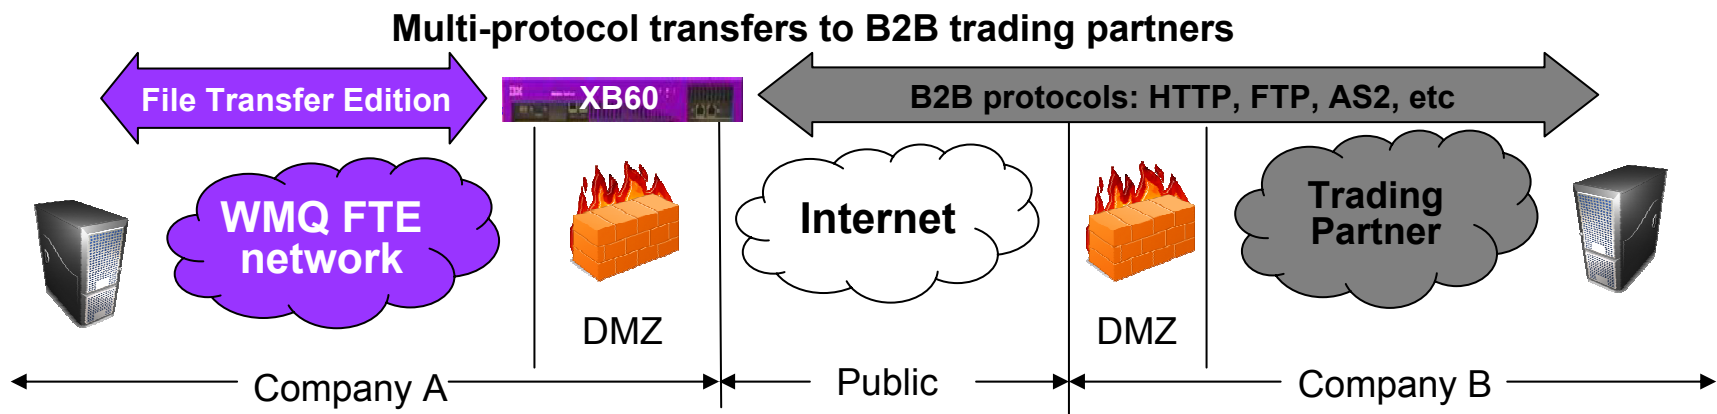 Multi-protocol transfers to B2B trading partners
File Transfer Edition
IBM
XB60
B2B protocols: HTTP, FTP, AS2, etc
WMQ FTE
network
Internet
Trading
Partner
DMZ
DMZ
Company A
Public
Company B